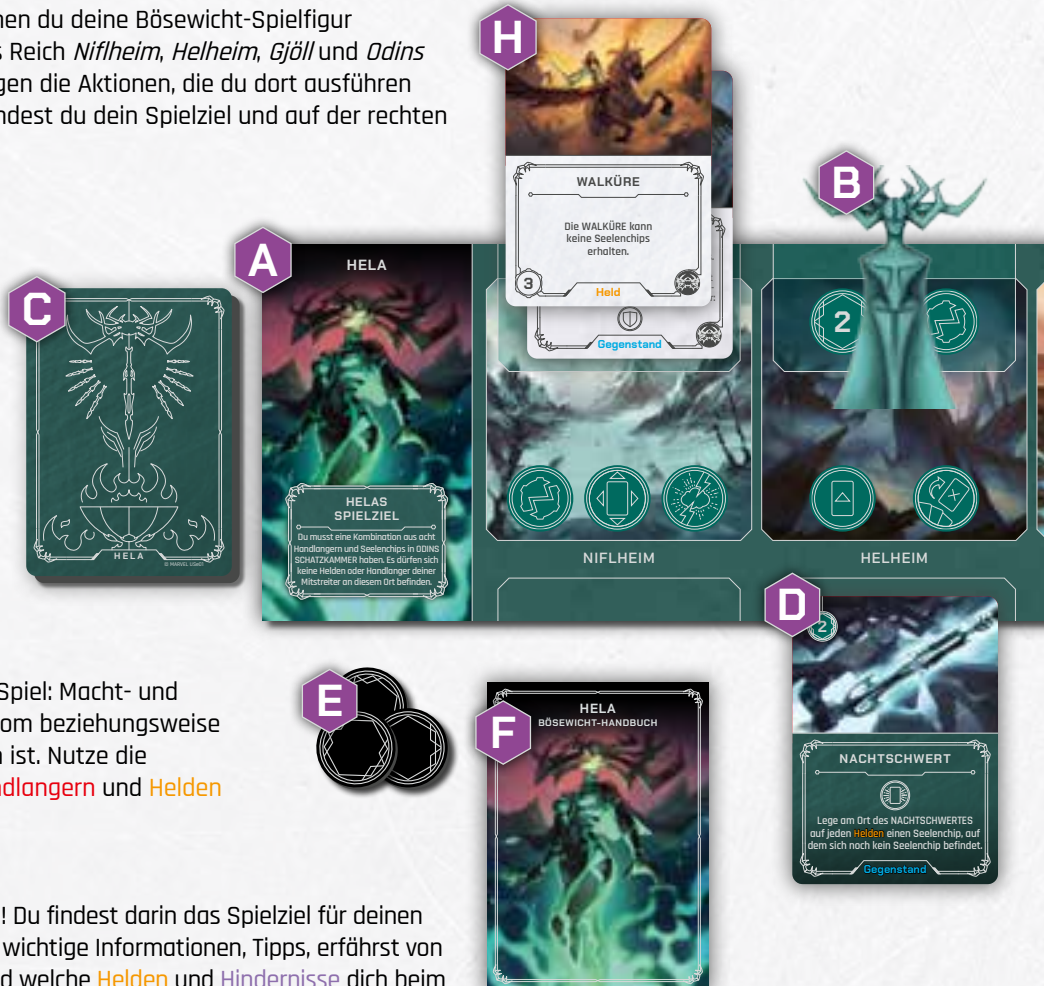 nen du deine Bösewicht-Spielfigur
s Reich Niflheim, Helheim, Gjöll und Odins
gen die Aktionen, die du dort ausführen
ndest du dein Spielziel und auf der rechten
H
WALKÜRE
Die WALKÜRE kann
keine Seelenchips
erhalten.
3
Held
Gegenstand
B
2
A
HELA
HELAS
SPIELZIEL
Du musst eine Kombination aus acht
Handlangern und Seelenchips in ODINS
SCHATZKAMMER haben. Es dürfen sich
keine Helden oder Handlanger deiner
Mitstreiter an diesem Ort befinden.
NIFLHEIM
HELHEIM
C
HELA
D
2
NACHTSCHWERT
Lege am Ort des NACHTSCHWERTES
auf jeden Helden einen Seelenchip, auf
dem sich noch kein Seelenchip befindet.
Gegenstand
Spiel: Macht- und
om beziehungsweise
n ist. Nutze die
ndlangern und Helden
E
F
HELA
BÖSEWICHT-HANDBUCH
! Du findest darin das Spielziel für deinen
wichtige Informationen, Tipps, erfährst von
d welche Helden und Hindernisse dich beim